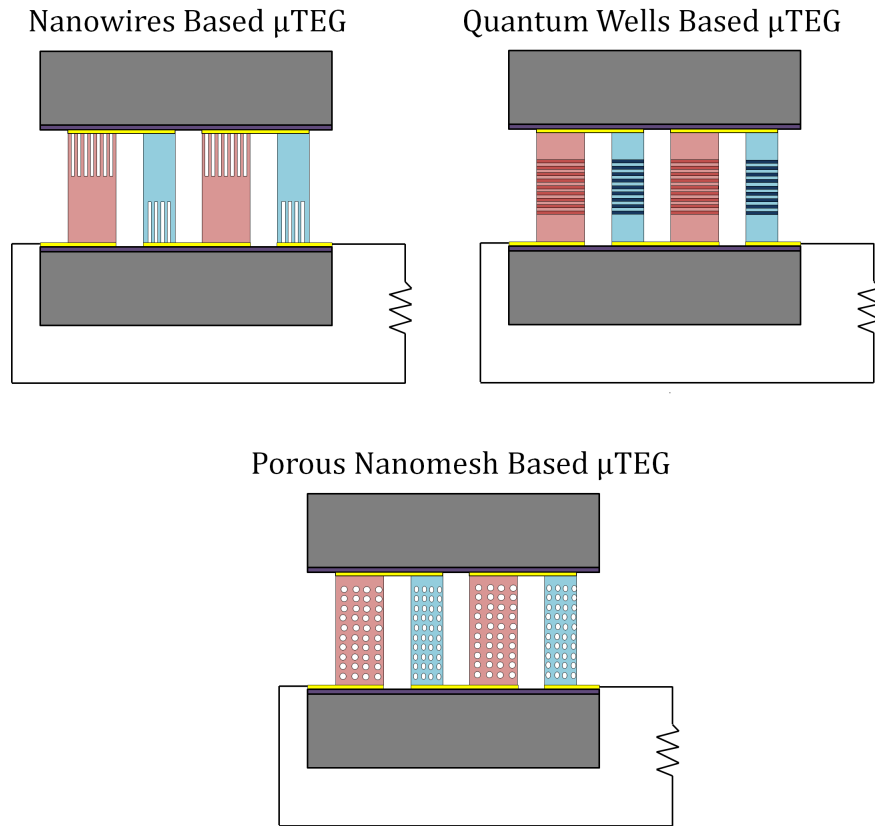 Nanowires Based μTEG
Quantum Wells Based μTEG
Porous Nanomesh Based μTEG